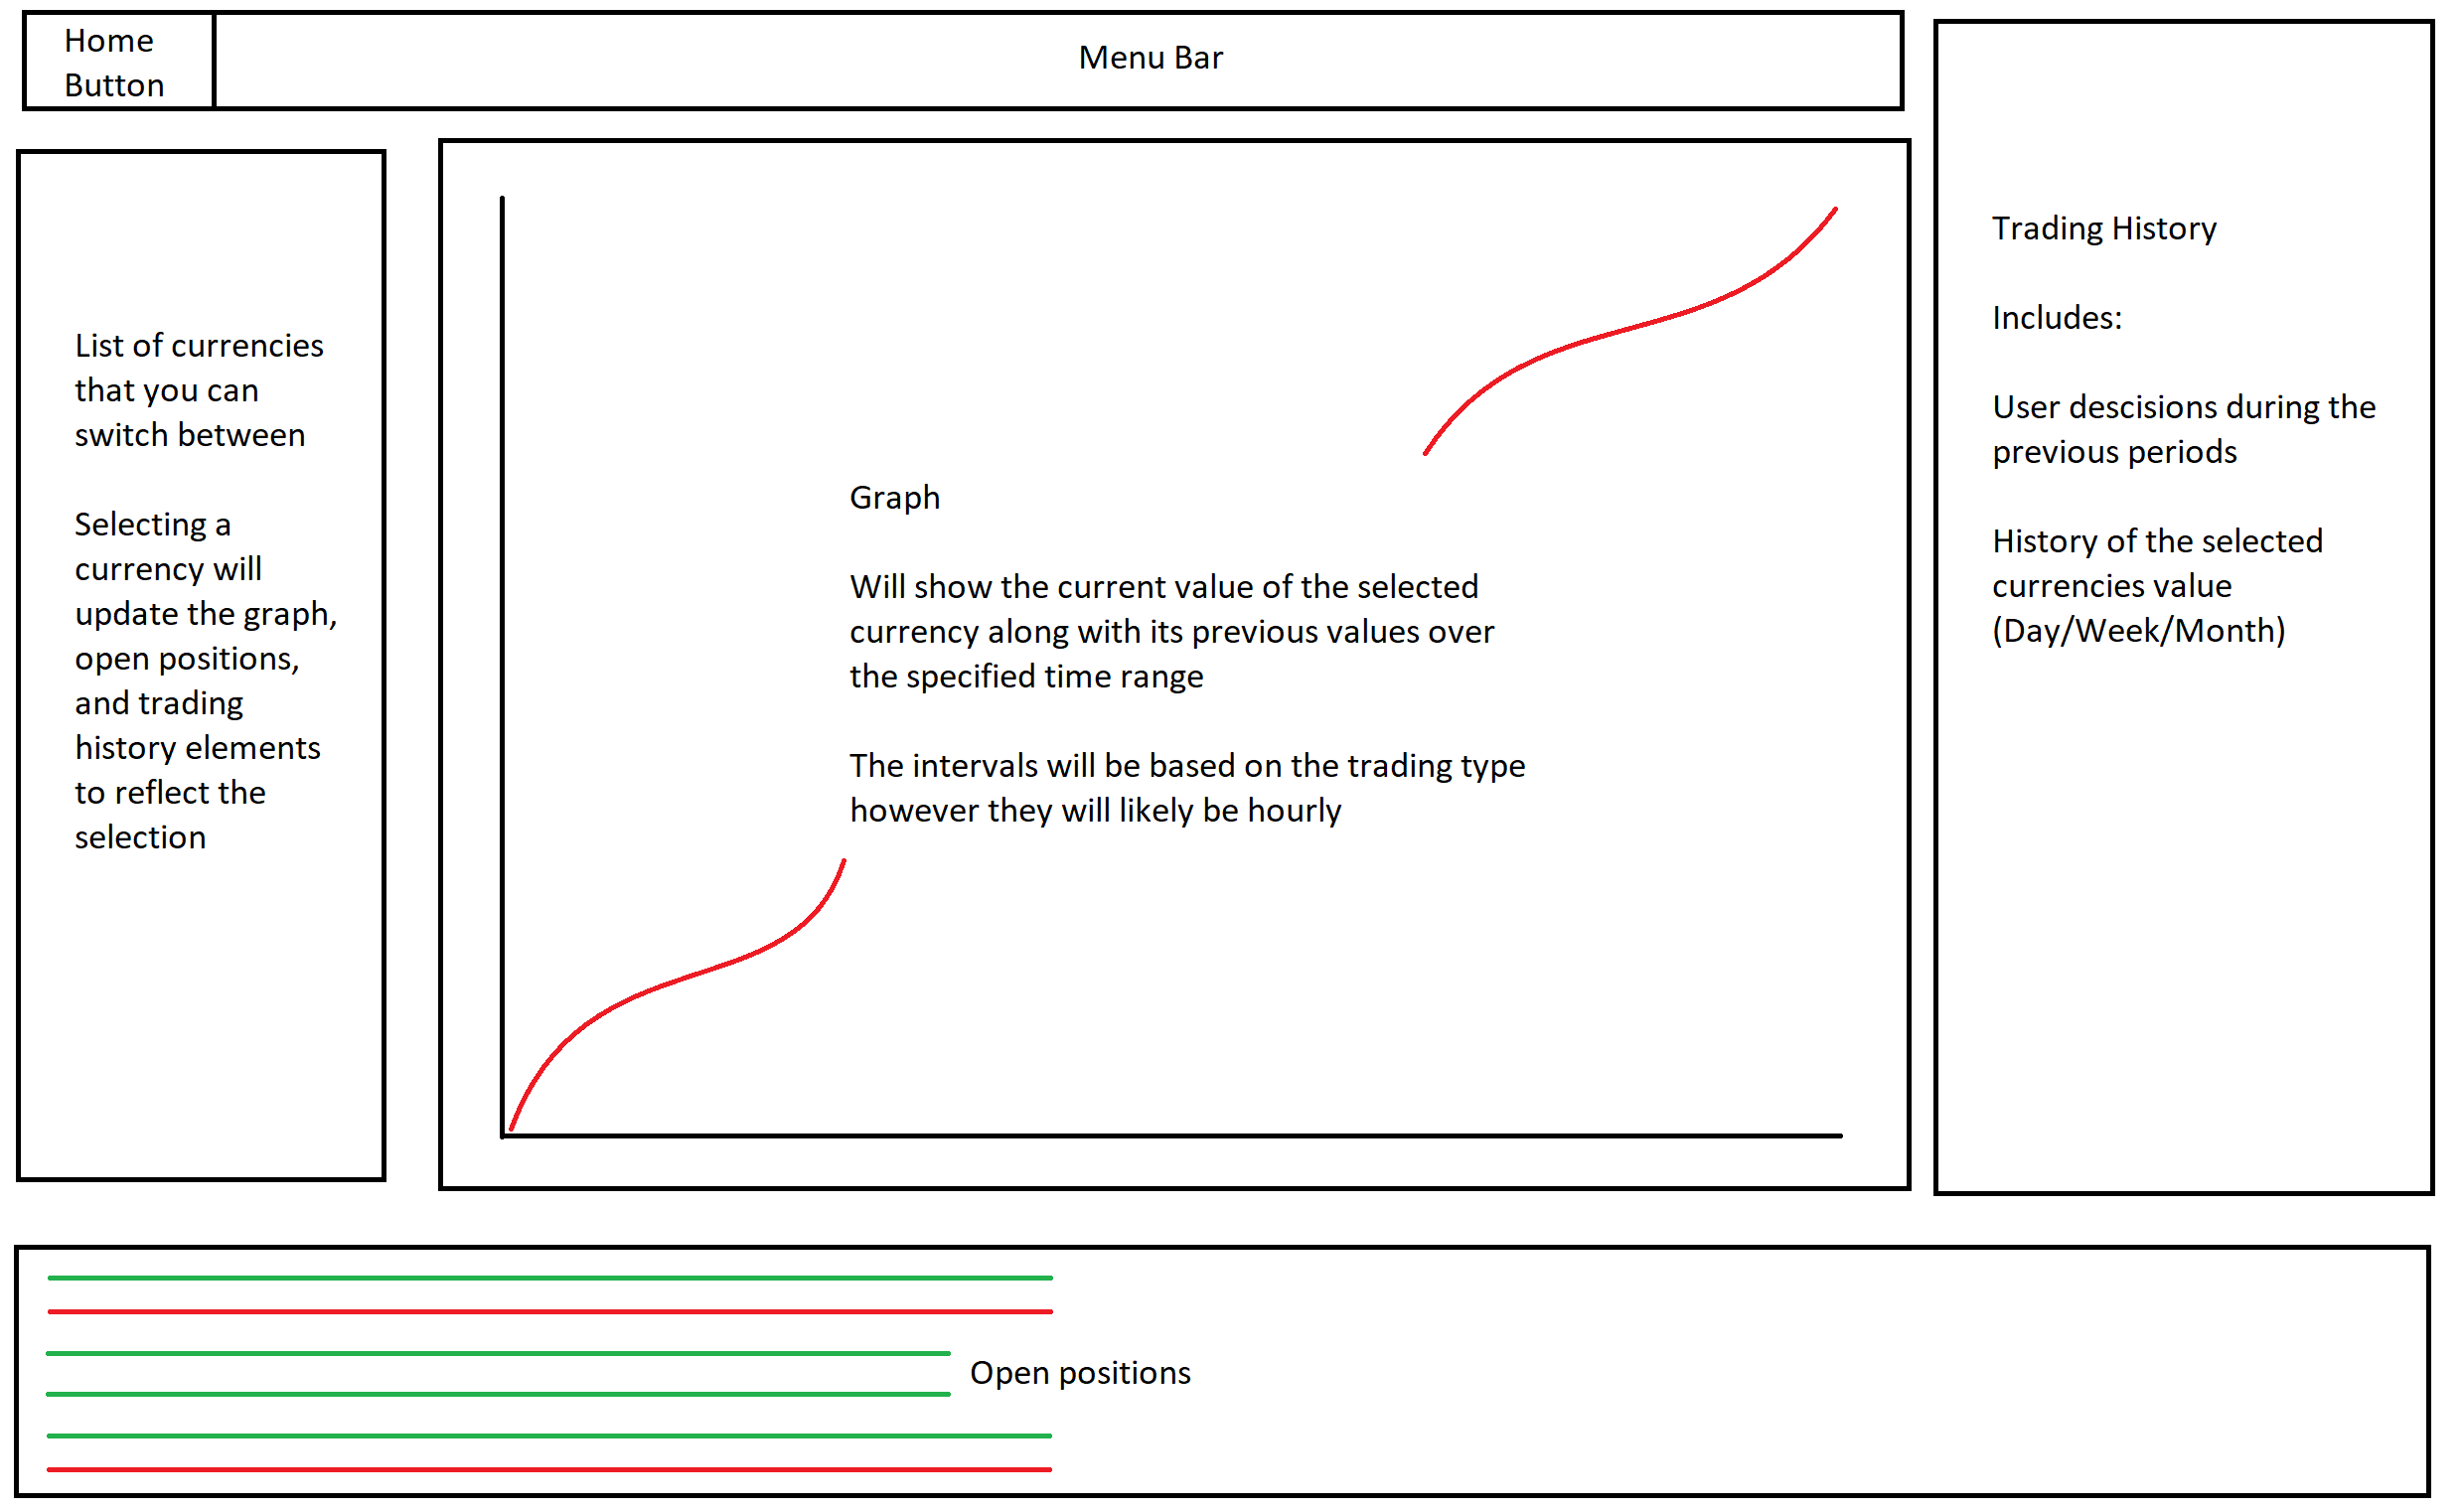 Home
Button
Menu Bar
List of currencies
that you can
switch between
Selecting a
currency will
update the graph,
open positions,
and trading
history elements
to reflect the
selection
Graph
Will show the current value of the selected
currency along with its previous values over
the specified time range
The intervals will be based on the trading type
however they will likely be hourly
Trading History
Includes:
User descisions during the
previous periods
History of the selected
currencies value
(Day/Week/Month)
Open positions